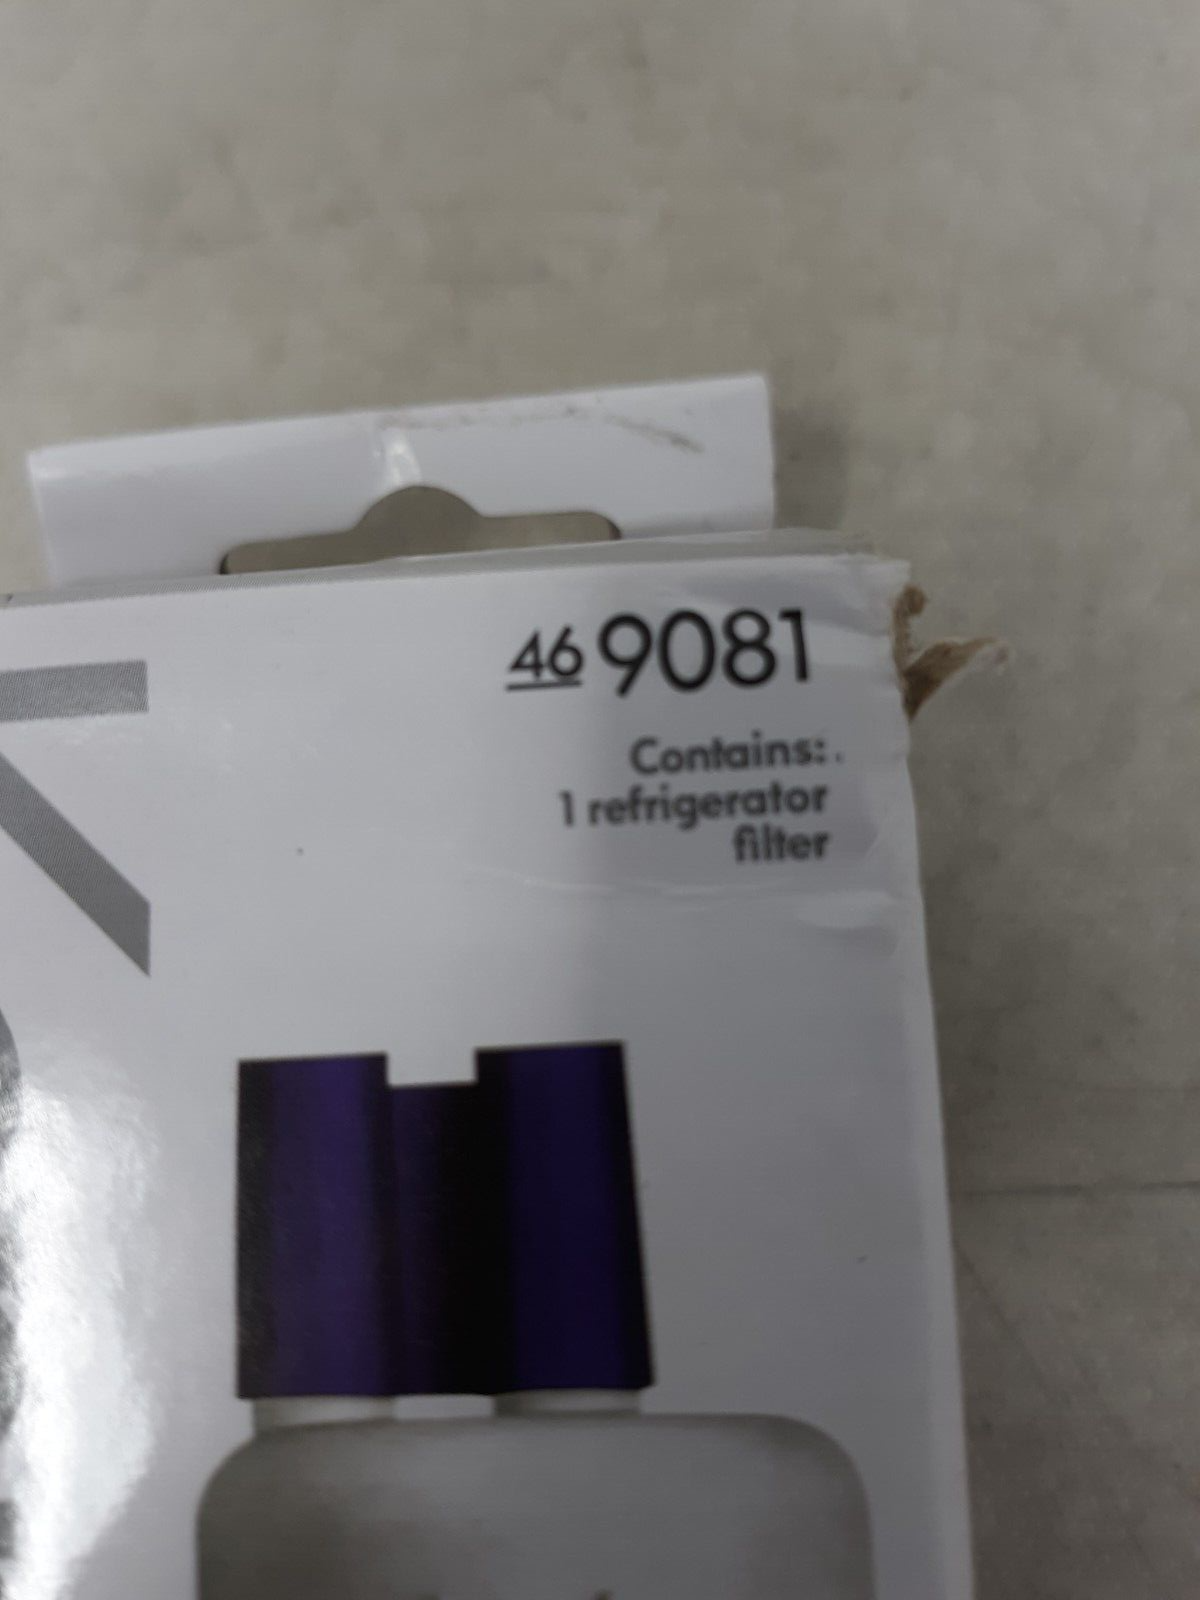 46 9081
Contains:
1 refrigerator
filter